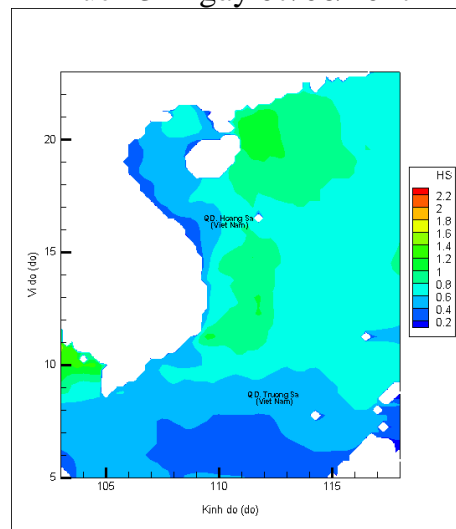 HS
2.2
2
1.8
1.6
1.4
1.2
1
0.8
0.6
0.4
0.2
20
15
10
5
Vi do (do)
QD. Hoang Sa
(Viet Nam)
QD. Truong Sa
(Viet Nam)
105
110
115
Kinh do (do)